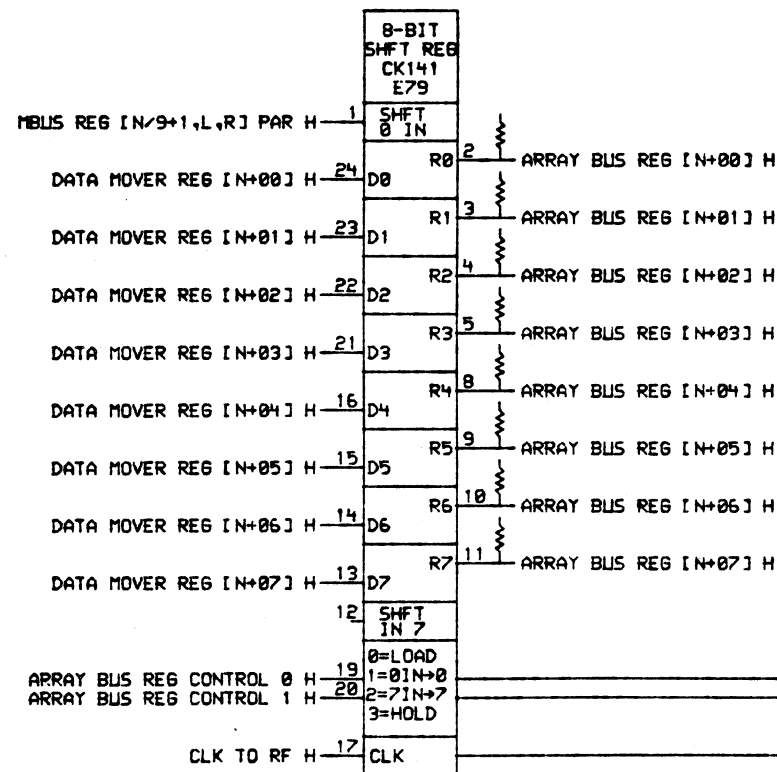 8-BIT
SHFT REG
CK141
E79
MBUS REG [N/9+1,L,R] PAR H 1 SHFT
0 IN
R0 2 ARRAY BUS REG [N+00] H
DATA MOVER REG [N+00] H 24 D0
R1 3 ARRAY BUS REG [N+01] H
DATA MOVER REG [N+01] H 23 D1
R2 4 ARRAY BUS REG [N+02] H
DATA MOVER REG [N+02] H 22 D2
R3 5 ARRAY BUS REG [N+03] H
DATA MOVER REG [N+03] H 21 D3
R4 8 ARRAY BUS REG [N+04] H
DATA MOVER REG [N+04] H 16 D4
R5 9 ARRAY BUS REG [N+05] H
DATA MOVER REG [N+05] H 15 D5
R6 10 ARRAY BUS REG [N+06] H
DATA MOVER REG [N+06] H 14 D6
R7 11 ARRAY BUS REG [N+07] H
DATA MOVER REG [N+07] H 13 D7
12 SHFT
IN 7
0=LOAD
ARRAY BUS REG CONTROL 0 H 19 1=0IN→0
ARRAY BUS REG CONTROL 1 H 20 2=7IN→7
3=HOLD
CLK TO RF H 17 CLK